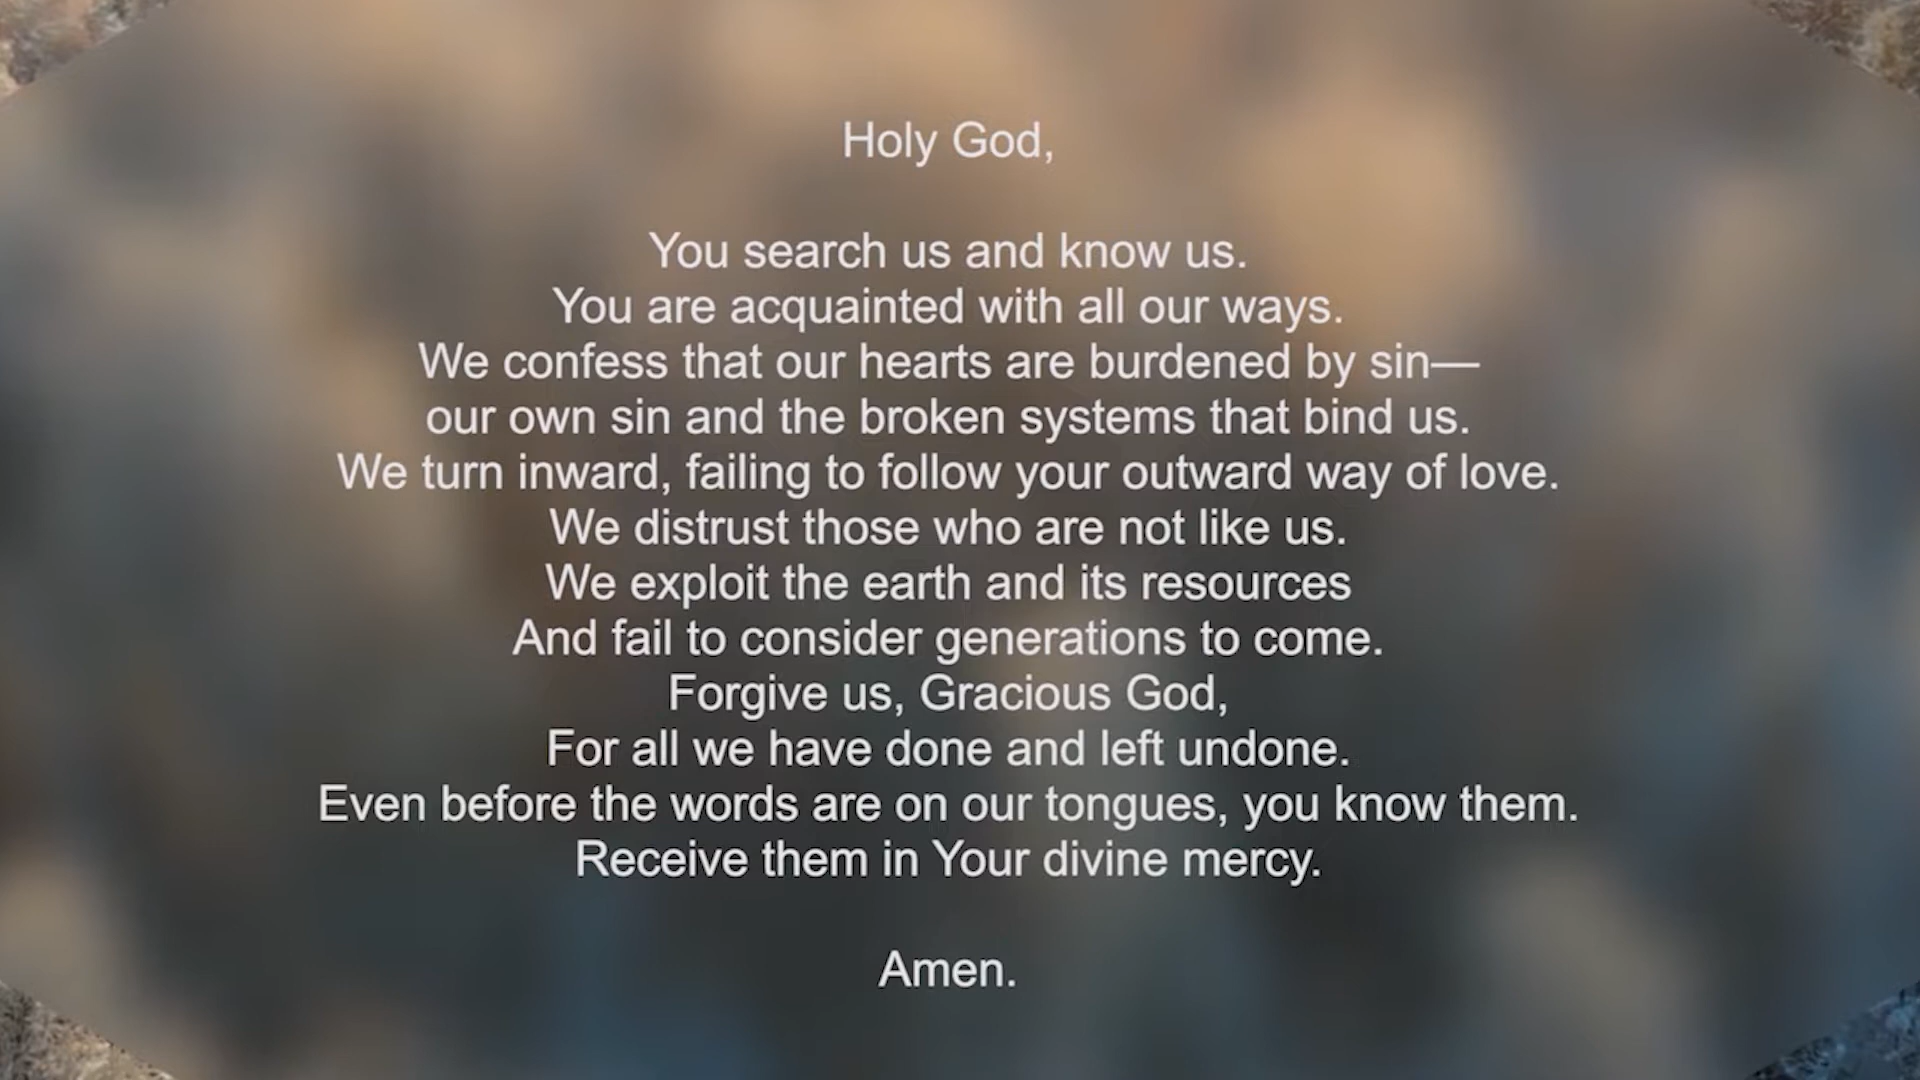 Holy God,
You search us and know us.
You are acquainted with all our ways.
We confess that our hearts are burdened by sin—
our own sin and the broken systems that bind us.
We turn inward, failing to follow your outward way of love.
We distrust those who are not like us.
We exploit the earth and its resources
And fail to consider generations to come.
Forgive us, Gracious God,
For all we have done and left undone.
Even before the words are on our tongues, you know them.
Receive them in Your divine mercy.
Amen.